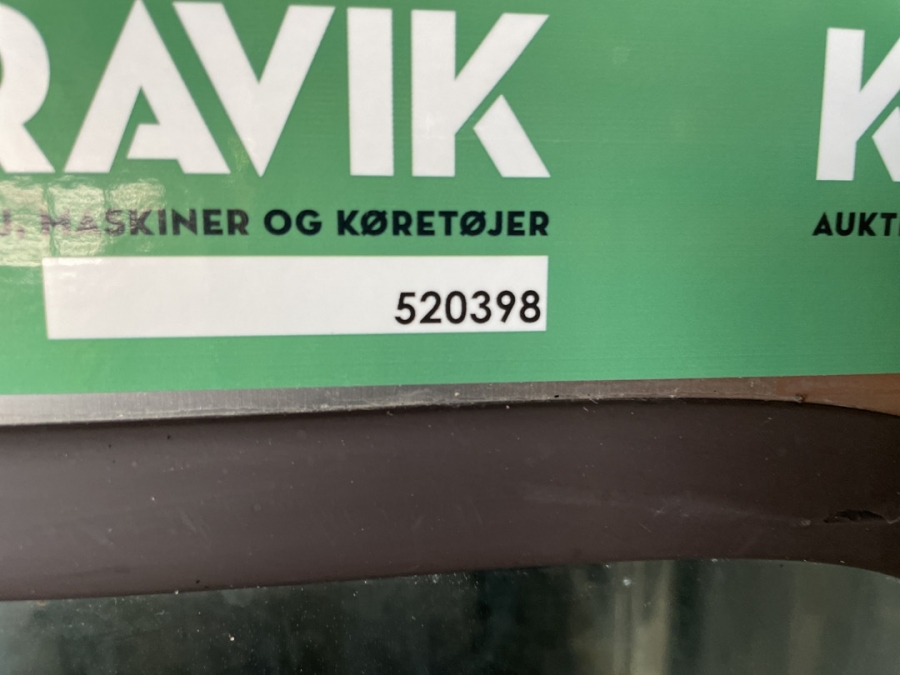 RAVIK K
J. MASKINER OG KØRETØJER AUKT
520398